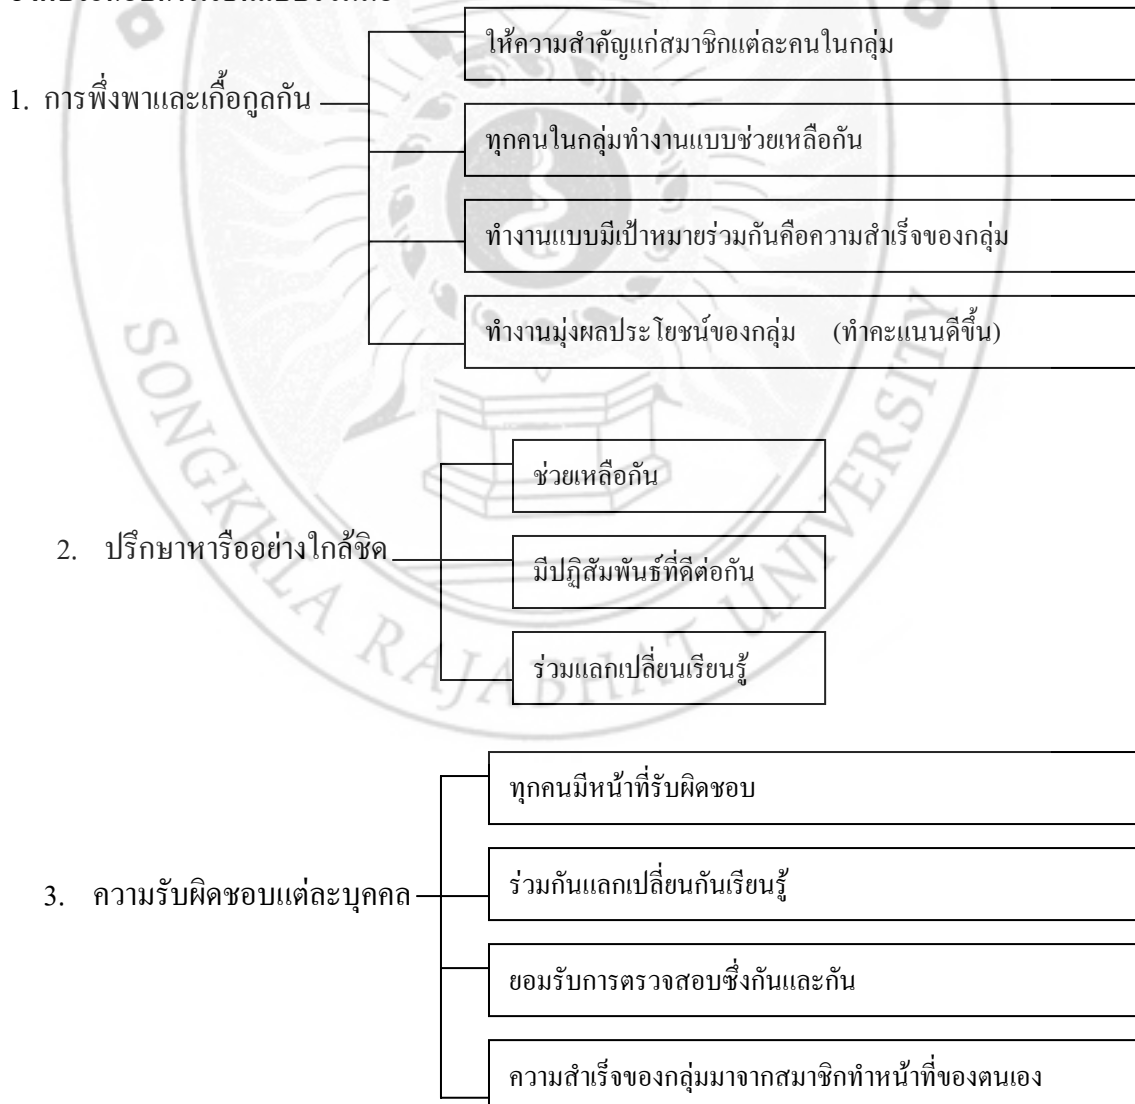 ให้ความสำคัญแก่สมาชิกแต่ละคนในกลุ่ม
1. การพึ่งพาและเกื้อกูลกัน
ทุกคนในกลุ่มทำงานแบบช่วยเหลือกัน
ทำงานแบบมีเป้าหมายร่วมกันคือความสำเร็จของกลุ่ม
ทำงานมุ่งผลประโยชน์ของกลุ่ม (ทำคะแนนดีขึ้น)
ช่วยเหลือกัน
2. ปรึกษาหารืออย่างใกล้ชิด
มีปฏิสัมพันธ์ที่ดีต่อกัน
ร่วมแลกเปลี่ยนเรียนรู้
SONGKHLA RAJABHAT UNIVERSITY
ทุกคนมีหน้าที่รับผิดชอบ
3. ความรับผิดชอบแต่ละบุคคล
ร่วมกันแลกเปลี่ยนกันเรียนรู้
ยอมรับการตรวจสอบซึ่งกันและกัน
ความสำเร็จของกลุ่มมาจากสมาชิกทำหน้าที่ของตนเอง